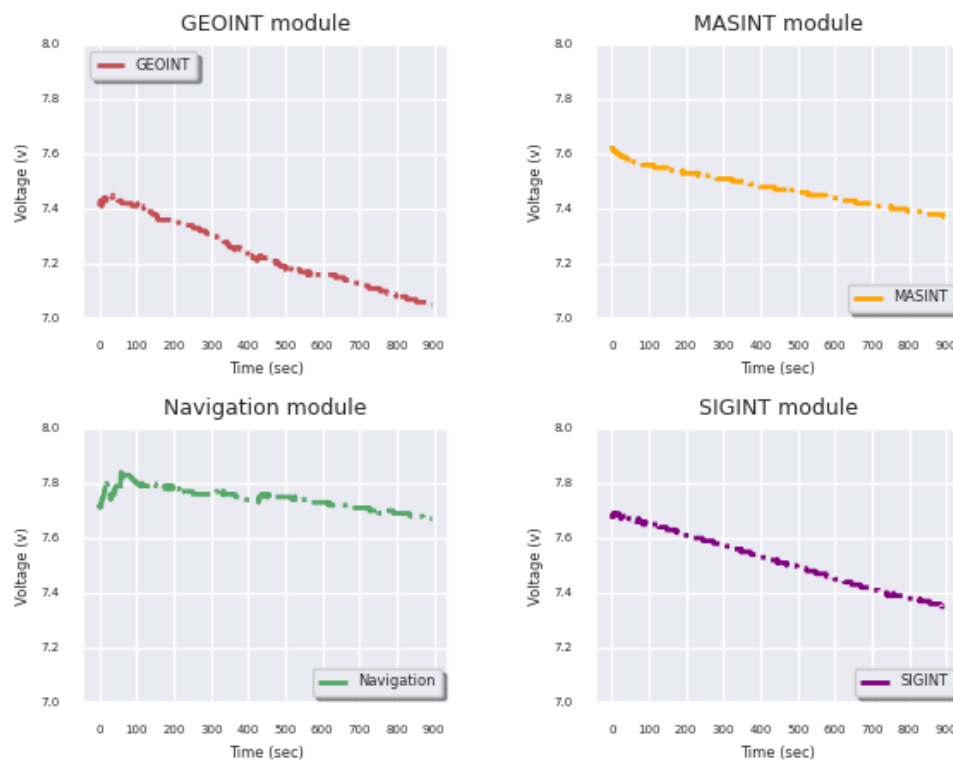 GEOINT module
8.0
7.8
7.6
7.4
7.2
7.0
Voltage (v)
GEOINT
0 100 200 300 400 500 600 700 800 900
Time (sec)
MASINT module
8.0
7.8
7.6
7.4
7.2
7.0
Voltage (v)
MASINT
0 100 200 300 400 500 600 700 800 900
Time (sec)
Navigation module
8.0
7.8
7.6
7.4
7.2
7.0
Voltage (v)
Navigation
0 100 200 300 400 500 600 700 800 900
Time (sec)
SIGINT module
8.0
7.8
7.6
7.4
7.2
7.0
Voltage (v)
SIGINT
0 100 200 300 400 500 600 700 800 900
Time (sec)